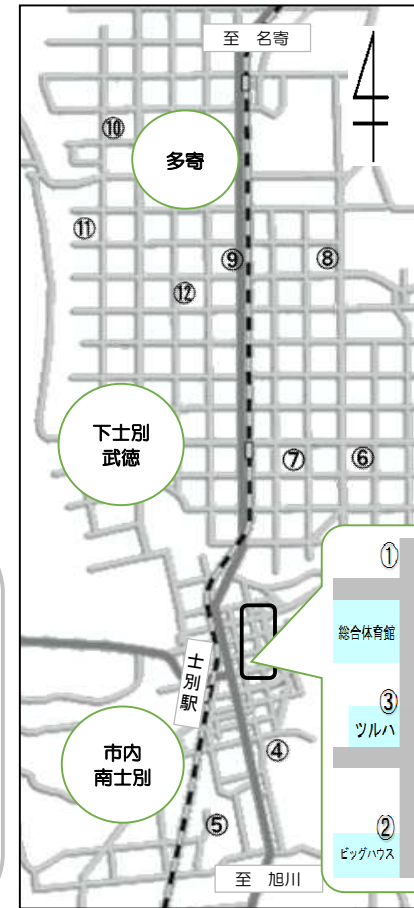 至 名寄
⑩
多寄
⑪
⑨
⑧
⑫
下士別
武徳
⑦
⑥
①
総合体育館
士別駅
③
ツルハ
市内
南士別
④
②
ビッグハウス
⑤
至 旭川